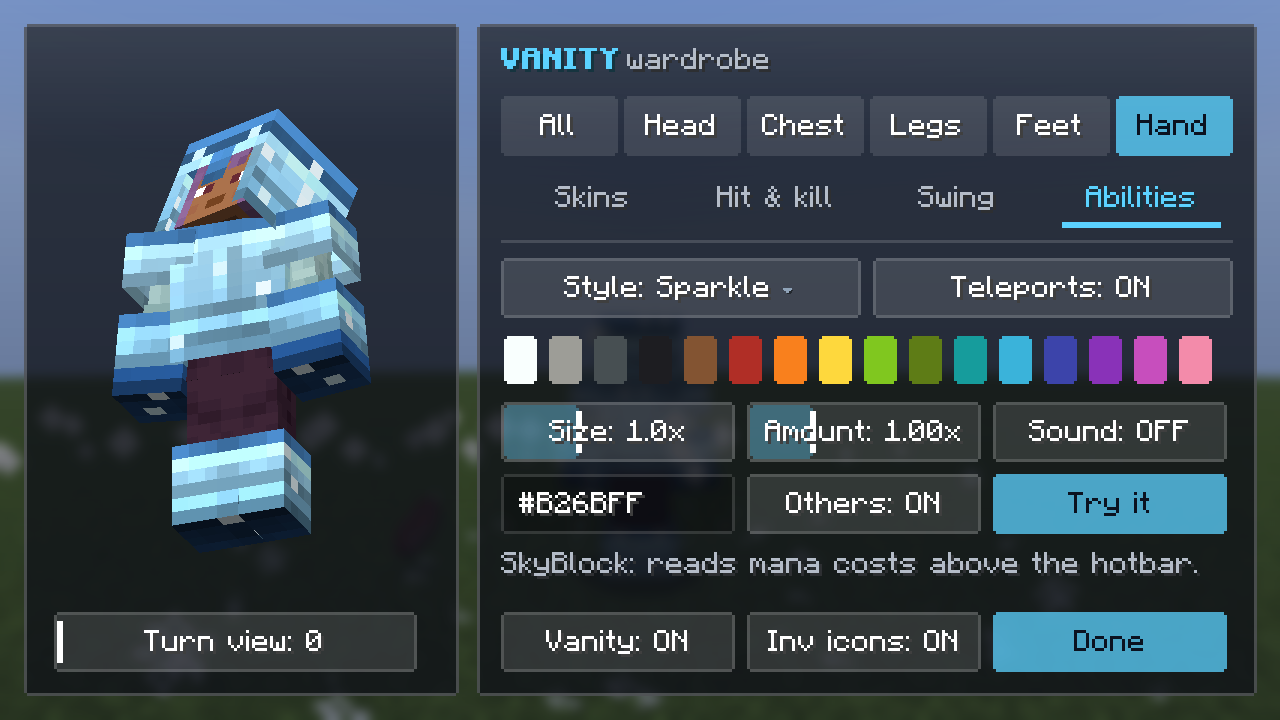 VANITY wardrobe
All Head Chest Legs Feet Hand
Skins Hit & kill Swing Abilities
Style: Sparkle Teleports: ON
Size: 1.0x Amount: 1.00x Sound: OFF
#B26BFF Others: ON Try it
SkyBlock: reads mana costs above the hotbar.
Turn view: 0 Vanity: ON Inv icons: ON Done